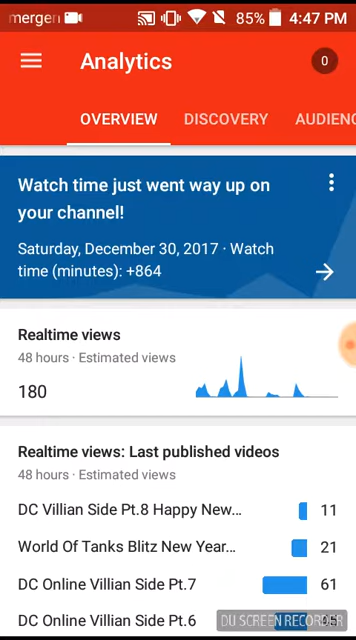 mergen 85% 4:47 PM
Analytics
0
OVERVIEW DISCOVERY AUDIENC
Watch time just went way up on
your channel!
Saturday, December 30, 2017 · Watch
time (minutes): +864
Realtime views
48 hours · Estimated views
180
Realtime views: Last published videos
48 hours · Estimated views
DC Villian Side Pt.8 Happy New... 11
World Of Tanks Blitz New Year... 21
DC Online Villian Side Pt.7 61
DC Online Villian Side Pt.6
DU SCREEN RECORDER